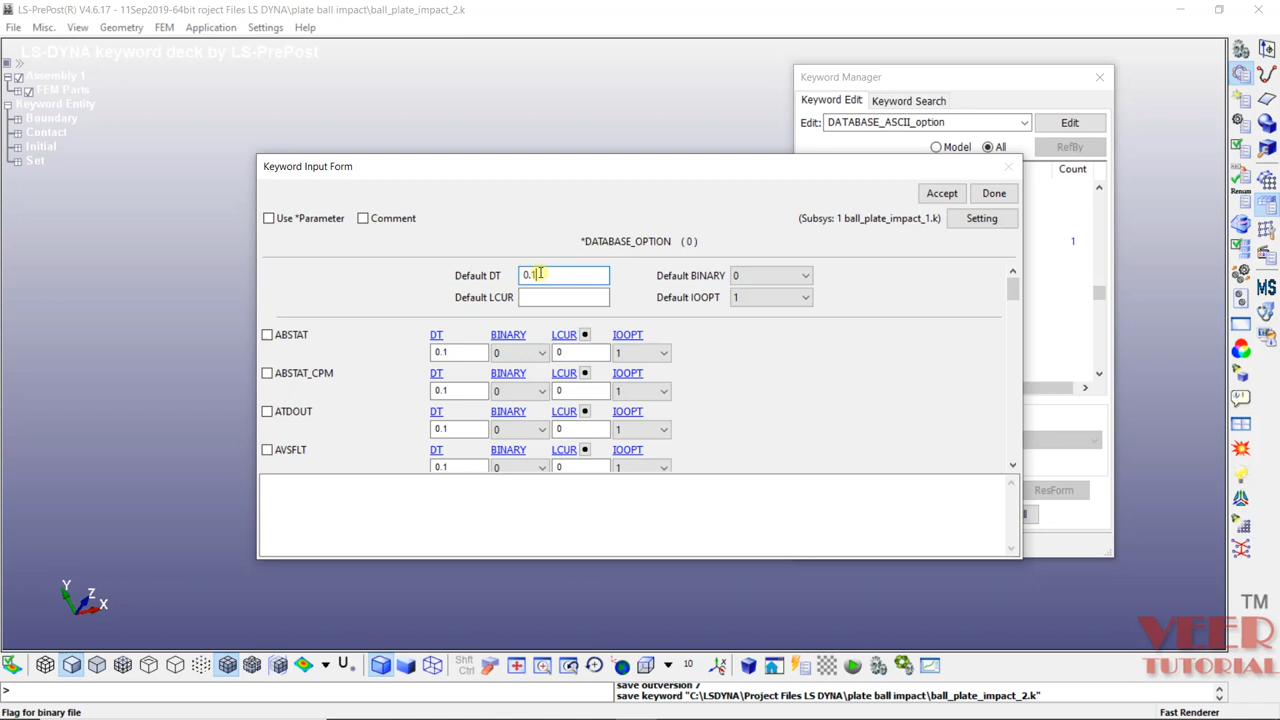 LS-PrePost(R) V4.6.17 - 11Sep2019-64bit roject Files LS DYNA\plate ball impact\ball_plate_impact_2.k
File Misc. View Geometry FEM Application Settings Help
LS-DYNA keyword deck by LS-PrePost
Assembly 1
FEM Parts
Keyword Entity
Boundary
Contact
Initial
Set
Keyword Manager
Keyword Edit Keyword Search
Edit: DATABASE_ASCII_option Edit
Model All RefBy
Count
1
ResForm
Keyword Input Form
Accept Done
Use *Parameter Comment (Subsys: 1 ball_plate_impact_1.k) Setting
*DATABASE_OPTION (0)
Default DT 0.1 Default BINARY 0
Default LCUR Default IOOPT 1
ABSTAT DT BINARY LCUR IOOPT
0.1 0 0 1
ABSTAT_CPM DT BINARY LCUR IOOPT
0.1 0 0 1
ATDOUT DT BINARY LCUR IOOPT
0.1 0 0 1
AVSFLT DT BINARY LCUR IOOPT
0.1 0 0 1
Renum
MS
Y
Z
X
TM
VEER
TUTORIAL
U.
Shft
Ctrl
10
>
save outversion 7
save keyword "C:\LSDYNA\Project Files LS DYNA\plate ball impact\ball_plate_impact_2.k"
Flag for binary file Fast Renderer